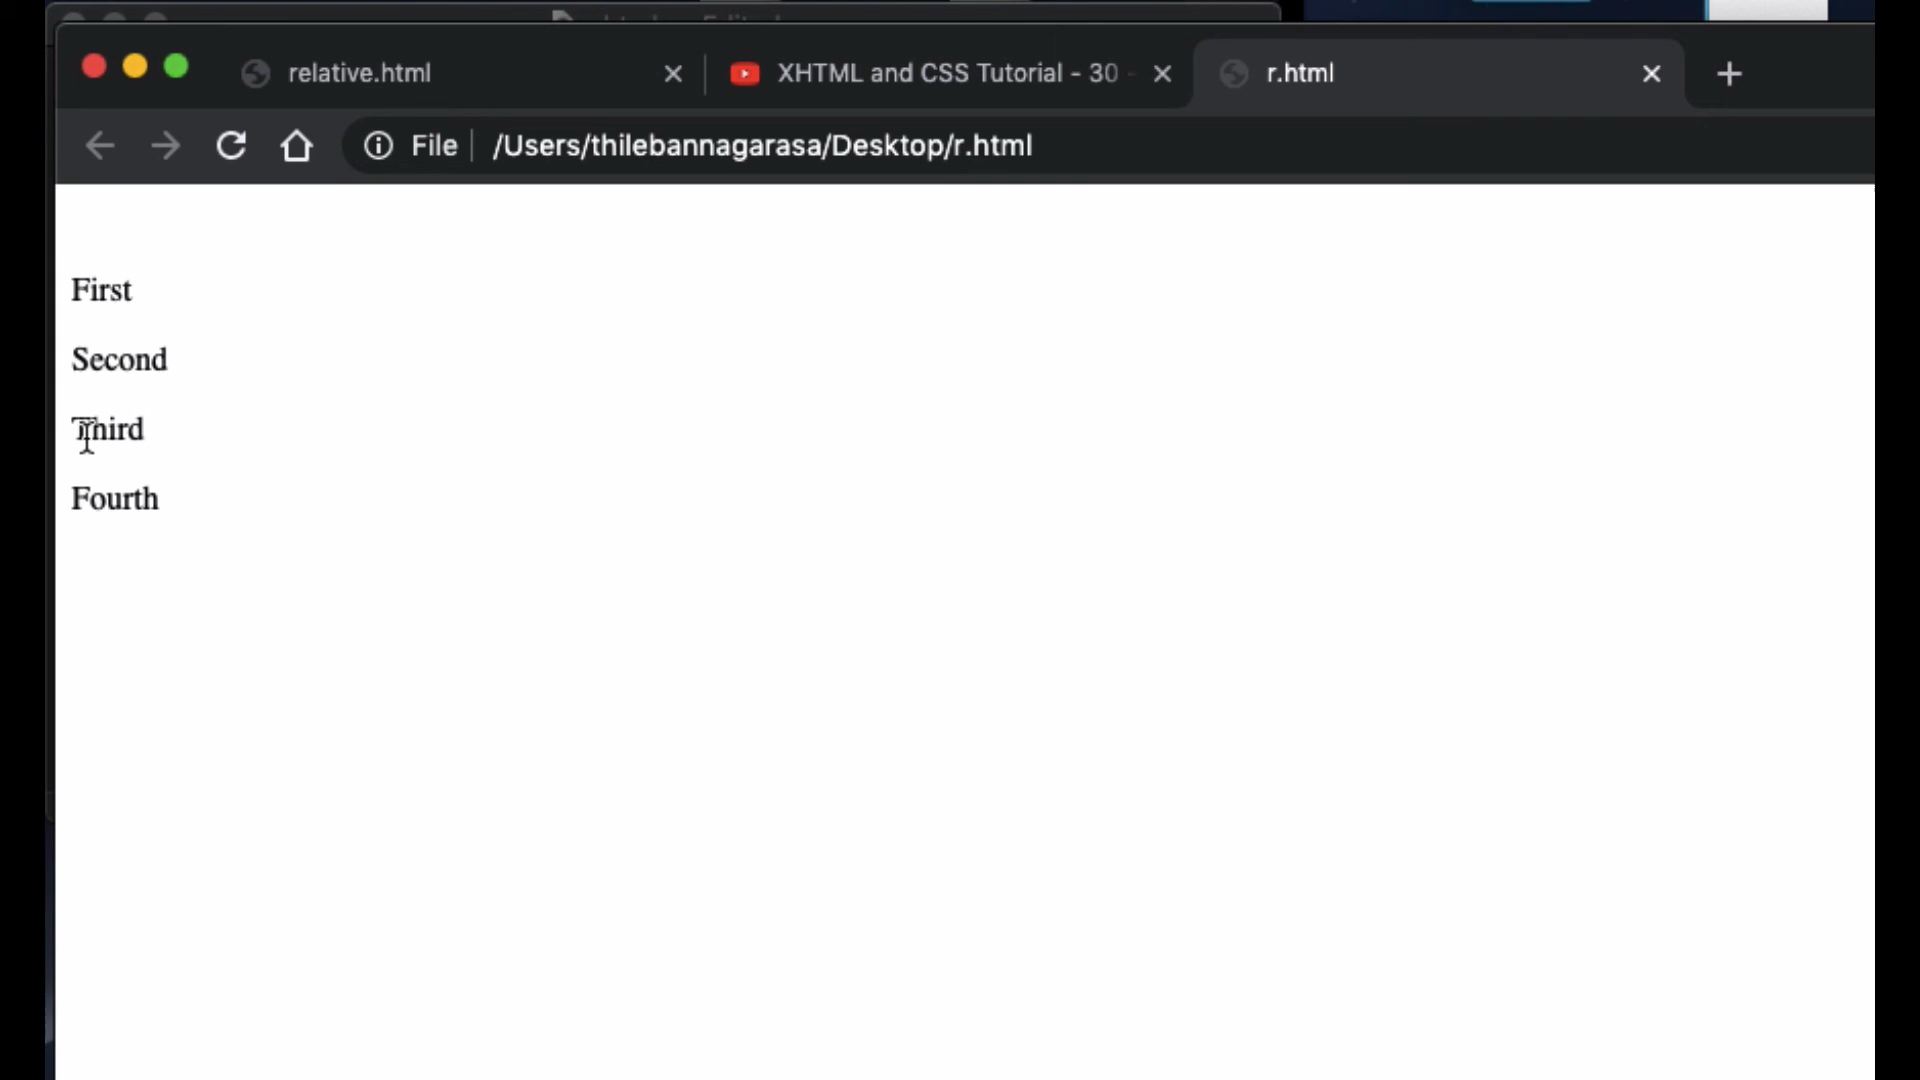 relative.html
XHTML and CSS Tutorial - 30 -
r.html
File
/Users/thilebannagarasa/Desktop/r.html
First
Second
Third
Fourth